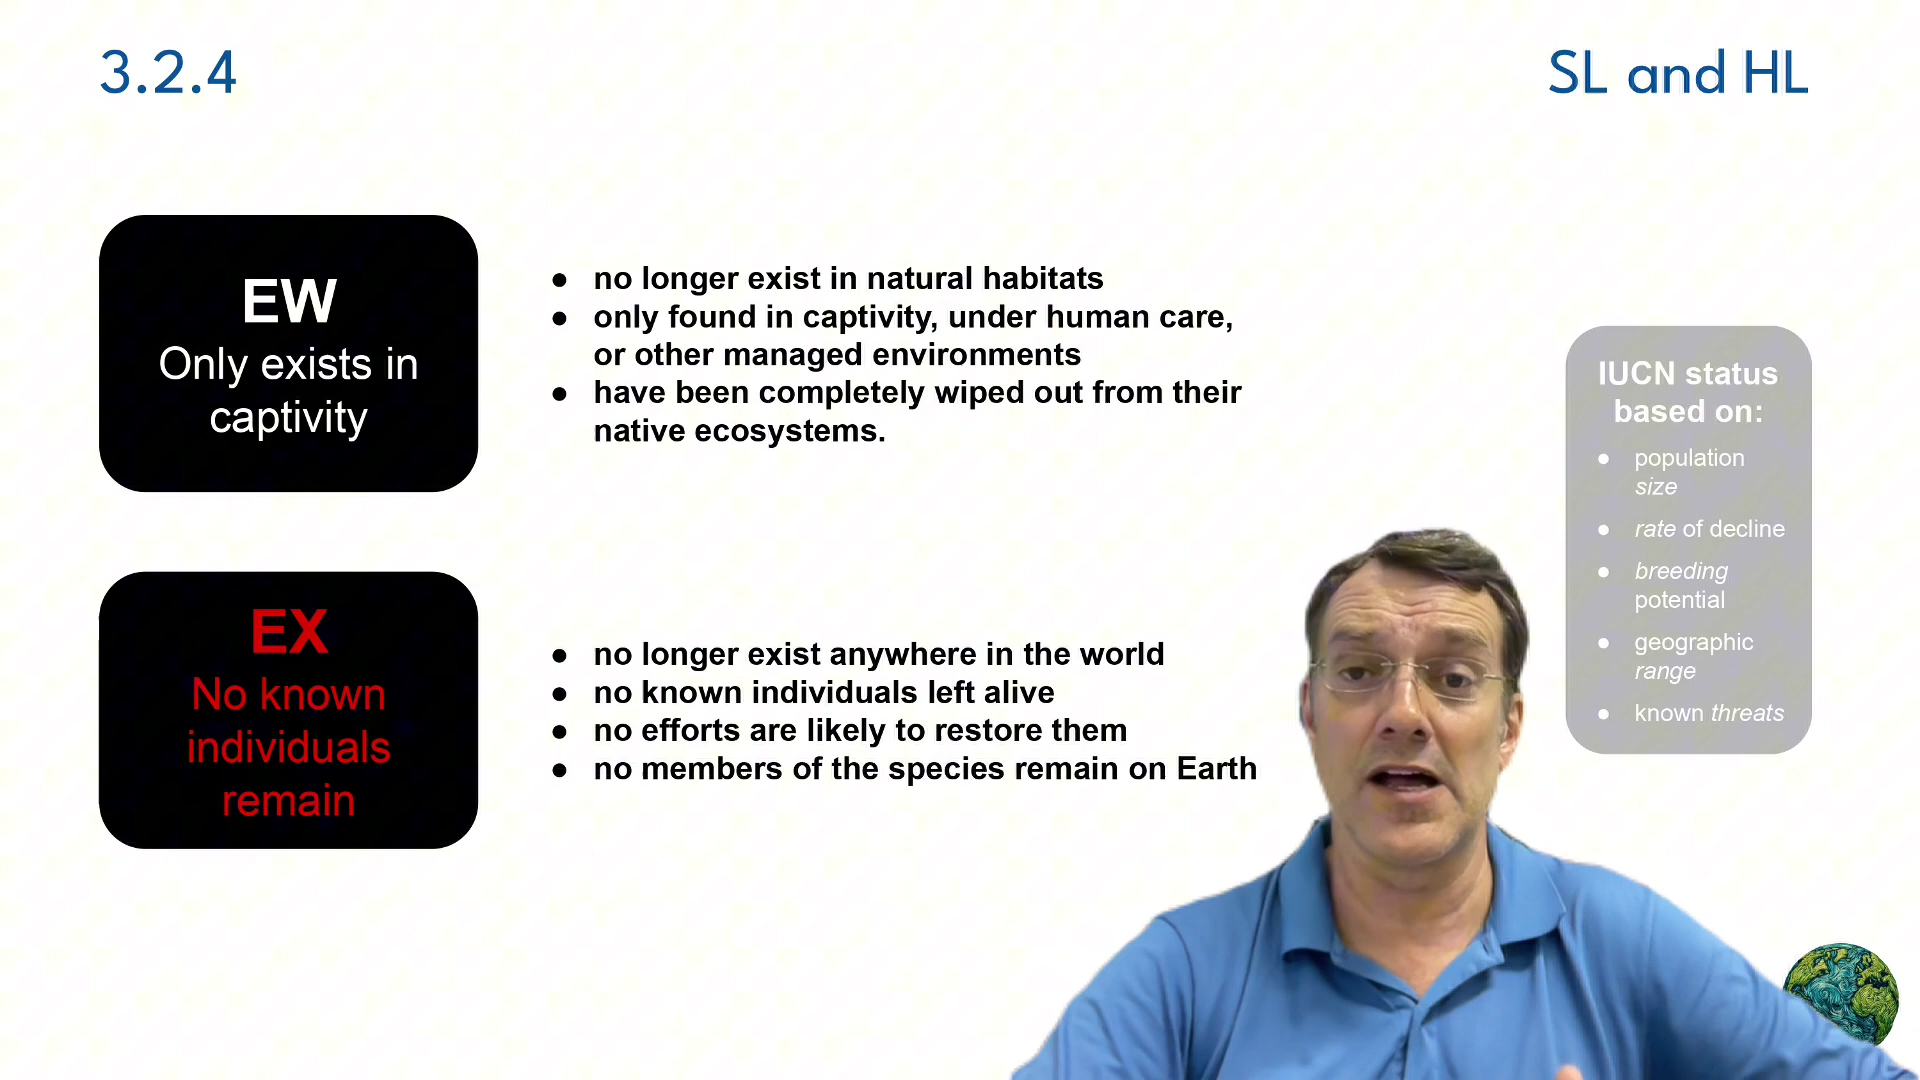 3.2.4
SL and HL
EW
Only exists in
captivity
● no longer exist in natural habitats
● only found in captivity, under human care,
or other managed environments
● have been completely wiped out from their
native ecosystems.
EX
No known
individuals
remain
● no longer exist anywhere in the world
● no known individuals left alive
● no efforts are likely to restore them
● no members of the species remain on Earth
IUCN status
based on:
● population
size
● rate of decline
● breeding
potential
● geographic
range
● known threats